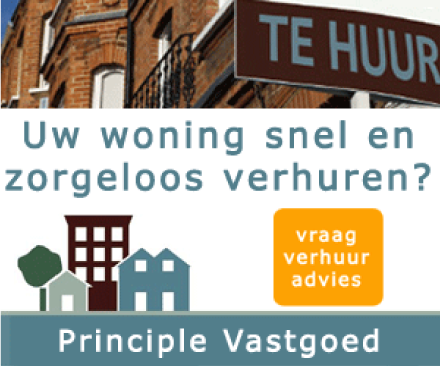 TE HUUR
Uw woning snel en
zorgeloos verhuren?
vraag
verhuur
advies
Principle Vastgoed